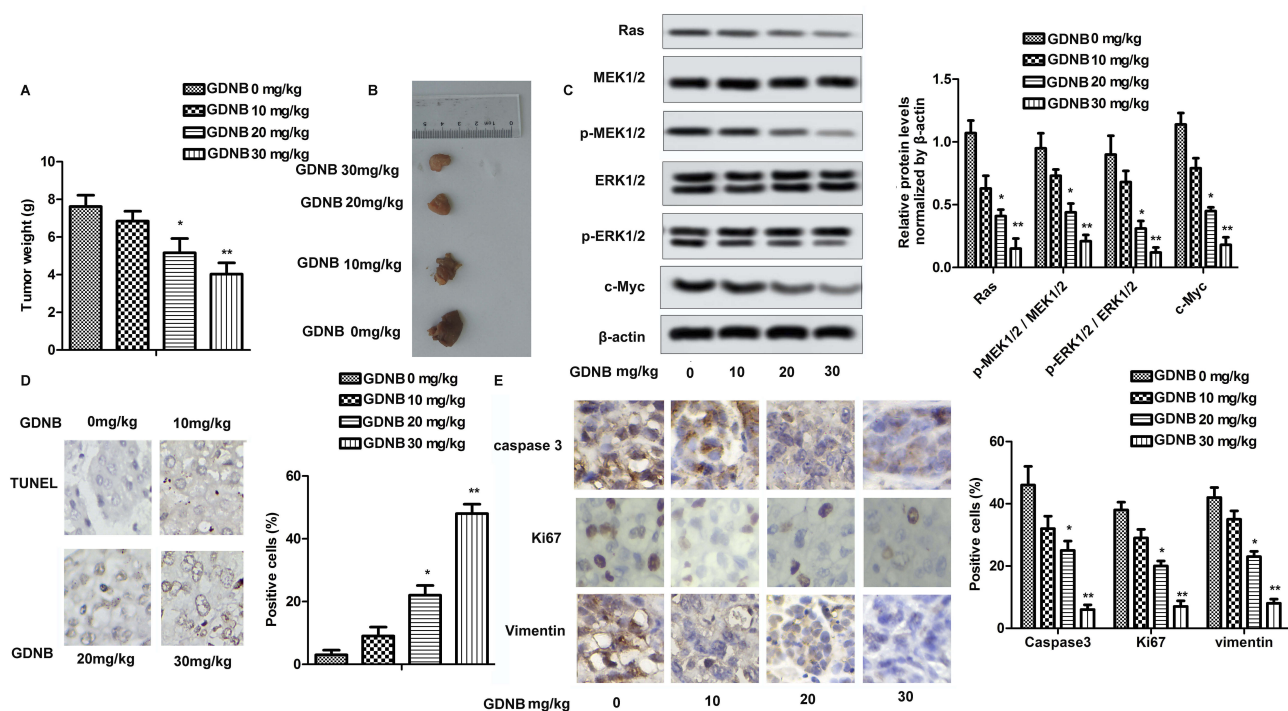 A
GDNB 0 mg/kg
GDNB 10 mg/kg
GDNB 20 mg/kg
GDNB 30 mg/kg
Tumor weight (g)
10
8
6
4
2
0
*
**
B
5 4 3 2 1cm 0
GDNB 30mg/kg
GDNB 20mg/kg
GDNB 10mg/kg
GDNB 0mg/kg
C
Ras
MEK1/2
p-MEK1/2
ERK1/2
p-ERK1/2
c-Myc
β-actin
GDNB mg/kg 0 10 20 30
GDNB 0 mg/kg
GDNB 10 mg/kg
GDNB 20 mg/kg
GDNB 30 mg/kg
Relative protein levels
normalized by β-actin
1.5
1.0
0.5
0.0
* ** * ** * ** * **
Ras
p-MEK1/2 / MEK1/2
p-ERK1/2 / ERK1/2
c-Myc
D
GDNB 0mg/kg 10mg/kg
TUNEL
GDNB 20mg/kg 30mg/kg
GDNB 0 mg/kg
GDNB 10 mg/kg
GDNB 20 mg/kg
GDNB 30 mg/kg
Positive cells (%)
60
40
20
0
*
**
E
caspase 3
Ki67
Vimentin
GDNB mg/kg 0 10 20 30
GDNB 0 mg/kg
GDNB 10 mg/kg
GDNB 20 mg/kg
GDNB 30 mg/kg
Positive cells (%)
60
40
20
0
* ** * ** * **
Caspase3 Ki67 vimentin